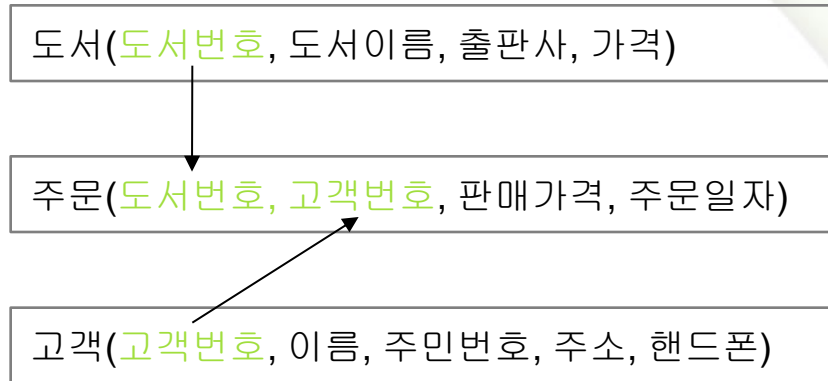 도서(도서번호, 도서이름, 출판사, 가격)
주문(도서번호, 고객번호, 판매가격, 주문일자)
고객(고객번호, 이름, 주민번호, 주소, 핸드폰)